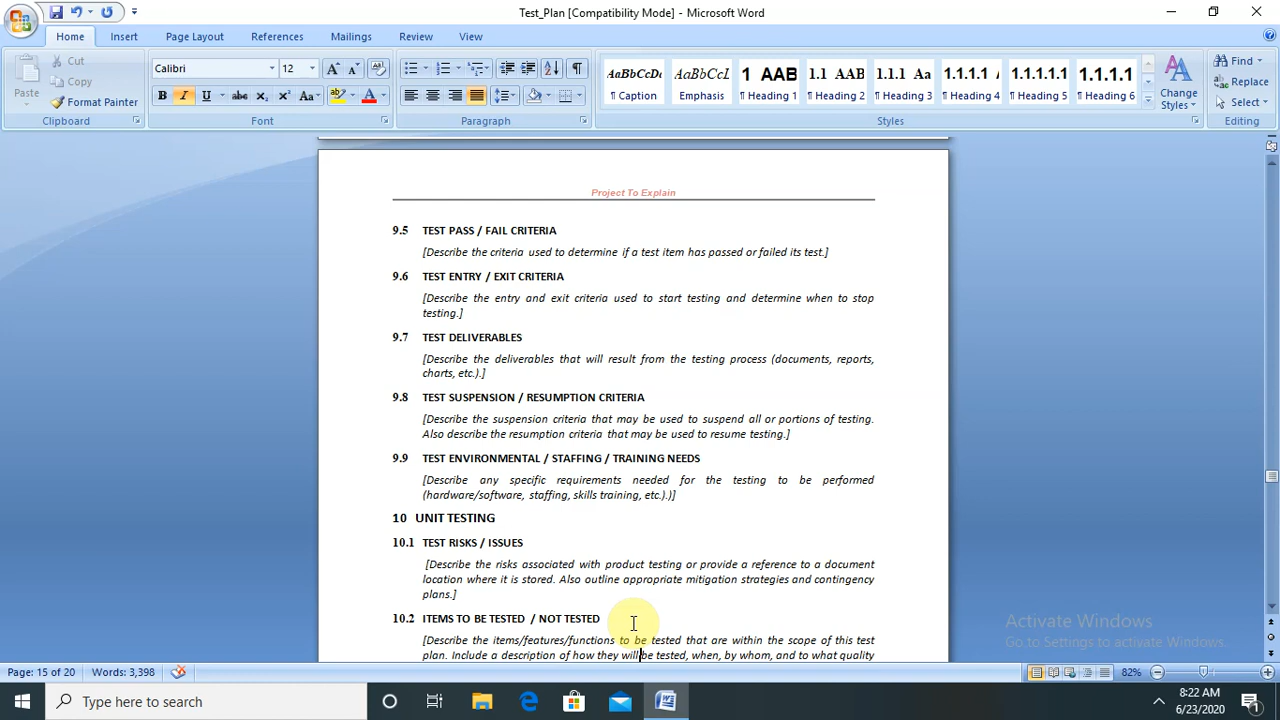 Test_Plan [Compatibility Mode] - Microsoft Word
Home Insert Page Layout References Mailings Review View
Paste
Cut
Copy
Format Painter
Clipboard
Calibri 12
B I U abc X₂ X² Aa A
Font
Paragraph
AaBbCcDc AaBbCcL 1 AAB 1.1 AAB 1.1.1 Aa 1.1.1.1 A 1.1.1.1.1 1.1.1.1
¶ Caption Emphasis ¶ Heading 1 ¶ Heading 2 ¶ Heading 3 ¶ Heading 4 ¶ Heading 5 ¶ Heading 6
Change Styles
Styles
Find
Replace
Select
Editing
Project To Explain
9.5 TEST PASS / FAIL CRITERIA
[Describe the criteria used to determine if a test item has passed or failed its test.]
9.6 TEST ENTRY / EXIT CRITERIA
[Describe the entry and exit criteria used to start testing and determine when to stop
testing.]
9.7 TEST DELIVERABLES
[Describe the deliverables that will result from the testing process (documents, reports,
charts, etc.).]
9.8 TEST SUSPENSION / RESUMPTION CRITERIA
[Describe the suspension criteria that may be used to suspend all or portions of testing.
Also describe the resumption criteria that may be used to resume testing.]
9.9 TEST ENVIRONMENTAL / STAFFING / TRAINING NEEDS
[Describe any specific requirements needed for the testing to be performed
(hardware/software, staffing, skills training, etc.).)]
10 UNIT TESTING
10.1 TEST RISKS / ISSUES
[Describe the risks associated with product testing or provide a reference to a document
location where it is stored. Also outline appropriate mitigation strategies and contingency
plans.]
10.2 ITEMS TO BE TESTED / NOT TESTED
[Describe the items/features/functions to be tested that are within the scope of this test
plan. Include a description of how they will be tested, when, by whom, and to what quality
Activate Windows
Go to Settings to activate Windows.
Page: 15 of 20 Words: 3,398 82%
Type here to search
8:22 AM
6/23/2020